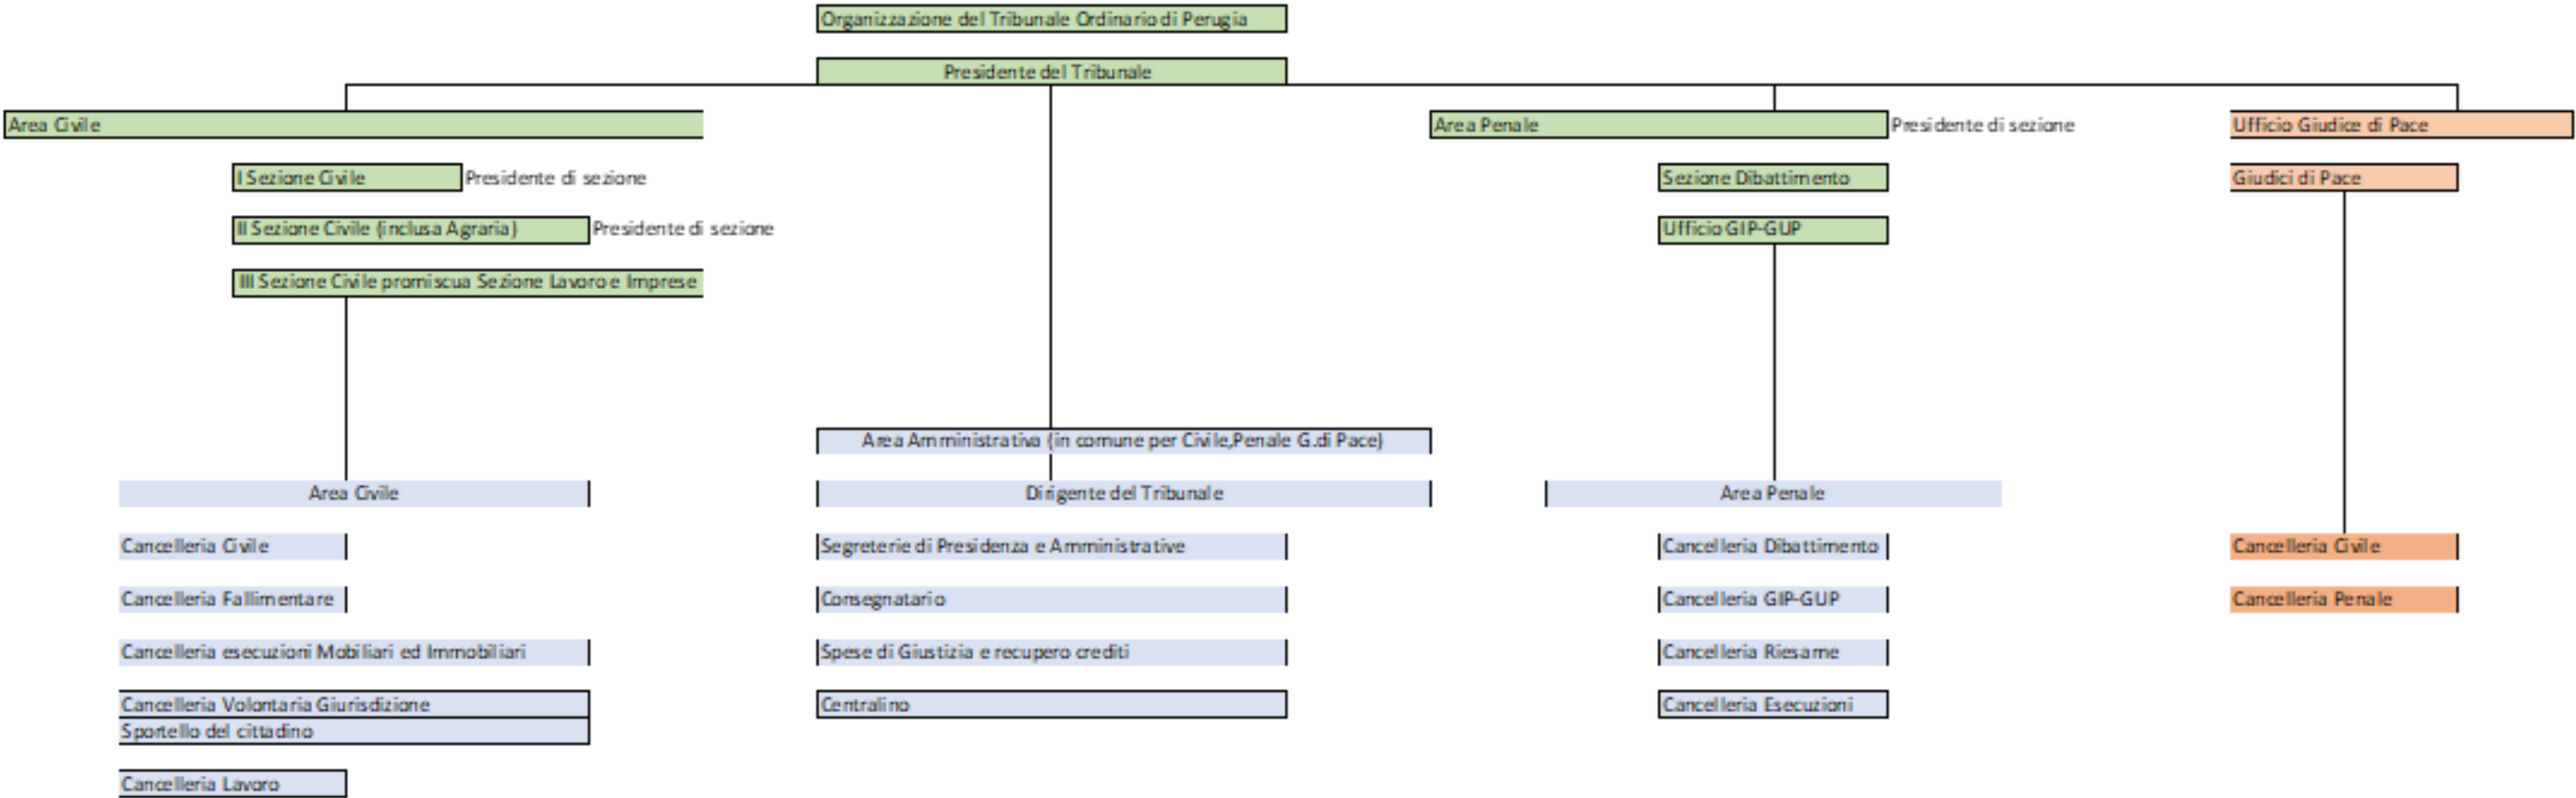 Organizzazione del Tribunale Ordinario di Perugia
Presidente del Tribunale
Area Civile
Area Penale
Presidente di sezione
Ufficio Giudice di Pace
I Sezione Civile
Presidente di sezione
Sezione Dibattimento
Giudici di Pace
II Sezione Civile (inclusa Agraria)
Presidente di sezione
Ufficio GIP-GUP
III Sezione Civile promiscua Sezione Lavoro e Imprese
Area Amministrativa (in comune per Civile,Penale G.di Pace)
Area Civile
Dirigente del Tribunale
Area Penale
Cancelleria Civile
Segreterie di Presidenza e Amministrative
Cancelleria Dibattimento
Cancelleria Civile
Cancelleria Fallimentare
Consegnatario
Cancelleria GIP-GUP
Cancelleria Penale
Cancelleria esecuzioni Mobiliari ed Immobiliari
Spese di Giustizia e recupero crediti
Cancelleria Riesame
Cancelleria Volontaria Giurisdizione
Centralino
Cancelleria Esecuzioni
Sportello del cittadino
Cancelleria Lavoro